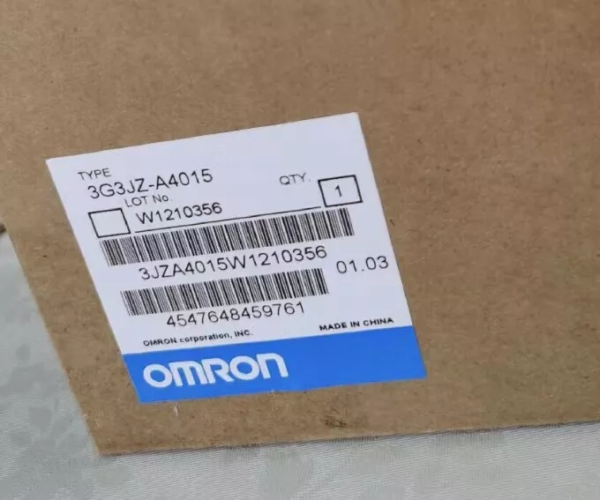 TYPE
3G3JZ-A4015
LOT No.
QTY.
W1210356
1
3JZA4015W1210356
01.03
4547648459761
OMRON corporation, INC.
MADE IN CHINA
OMRON